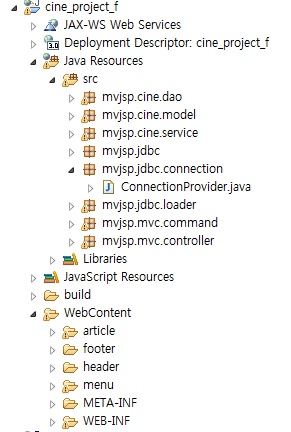 cine_project_f
JAX-WS Web Services
3.0 Deployment Descriptor: cine_project_f
Java Resources
src
mvjsp.cine.dao
mvjsp.cine.model
mvjsp.cine.service
mvjsp.jdbc
mvjsp.jdbc.connection
J ConnectionProvider.java
mvjsp.jdbc.loader
mvjsp.mvc.command
mvjsp.mvc.controller
Libraries
JavaScript Resources
build
WebContent
article
footer
header
menu
META-INF
WEB-INF